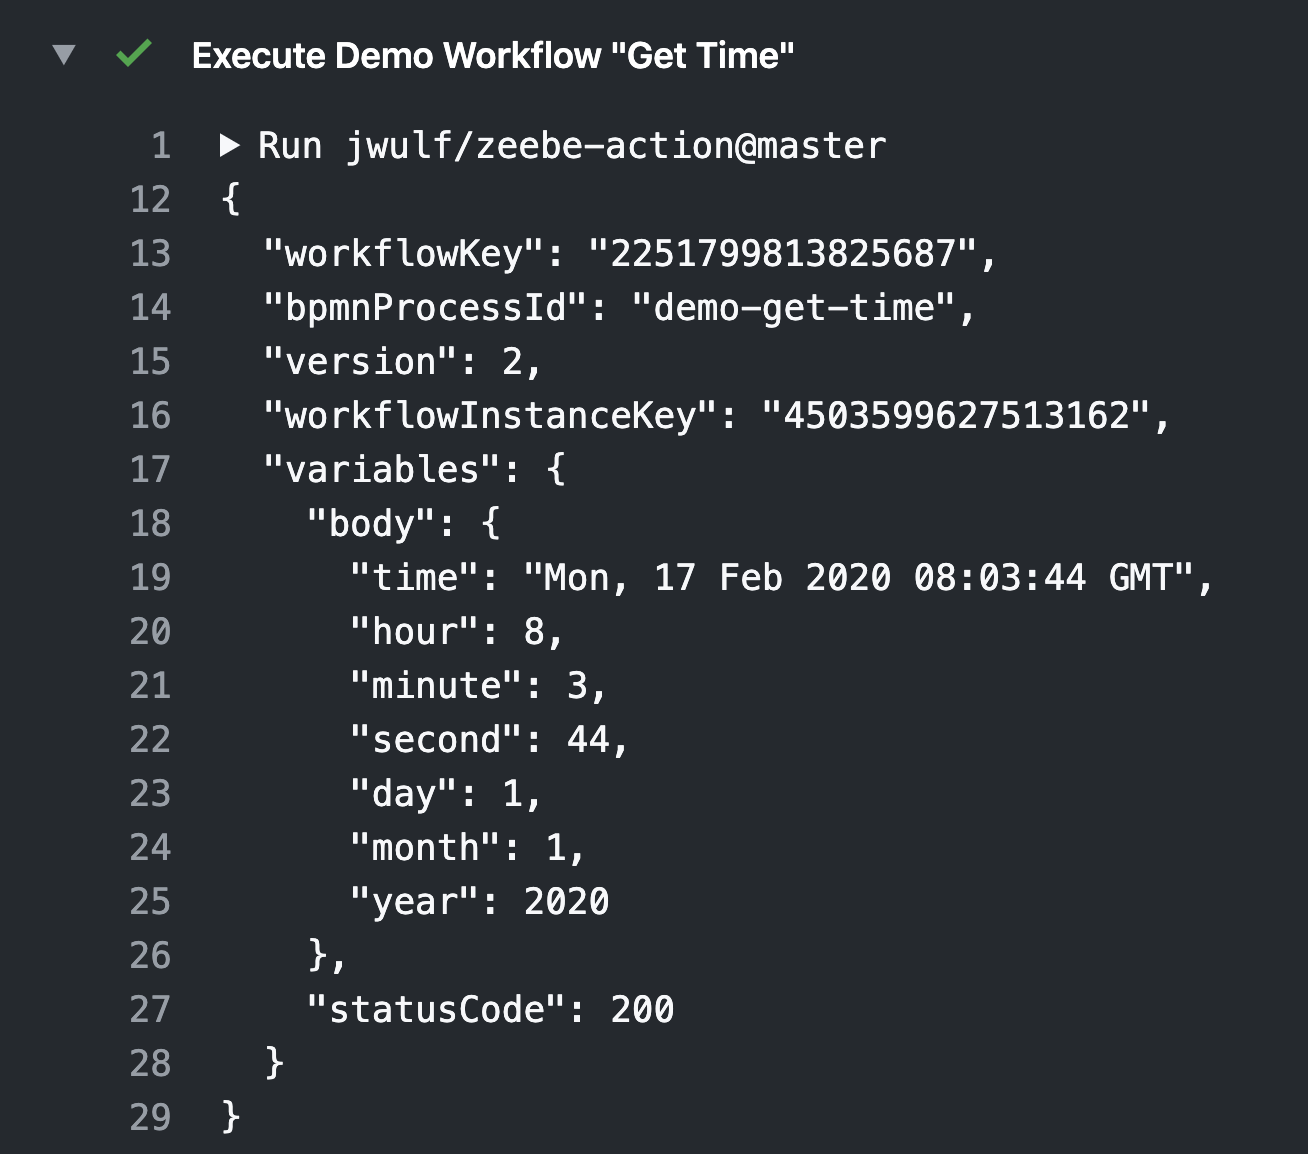 Execute Demo Workflow "Get Time"
1 Run jwulf/zeebe-action@master
12 {
13 "workflowKey": "2251799813825687",
14 "bpmnProcessId": "demo-get-time",
15 "version": 2,
16 "workflowInstanceKey": "4503599627513162",
17 "variables": {
18 "body": {
19 "time": "Mon, 17 Feb 2020 08:03:44 GMT",
20 "hour": 8,
21 "minute": 3,
22 "second": 44,
23 "day": 1,
24 "month": 1,
25 "year": 2020
26 },
27 "statusCode": 200
28 }
29 }